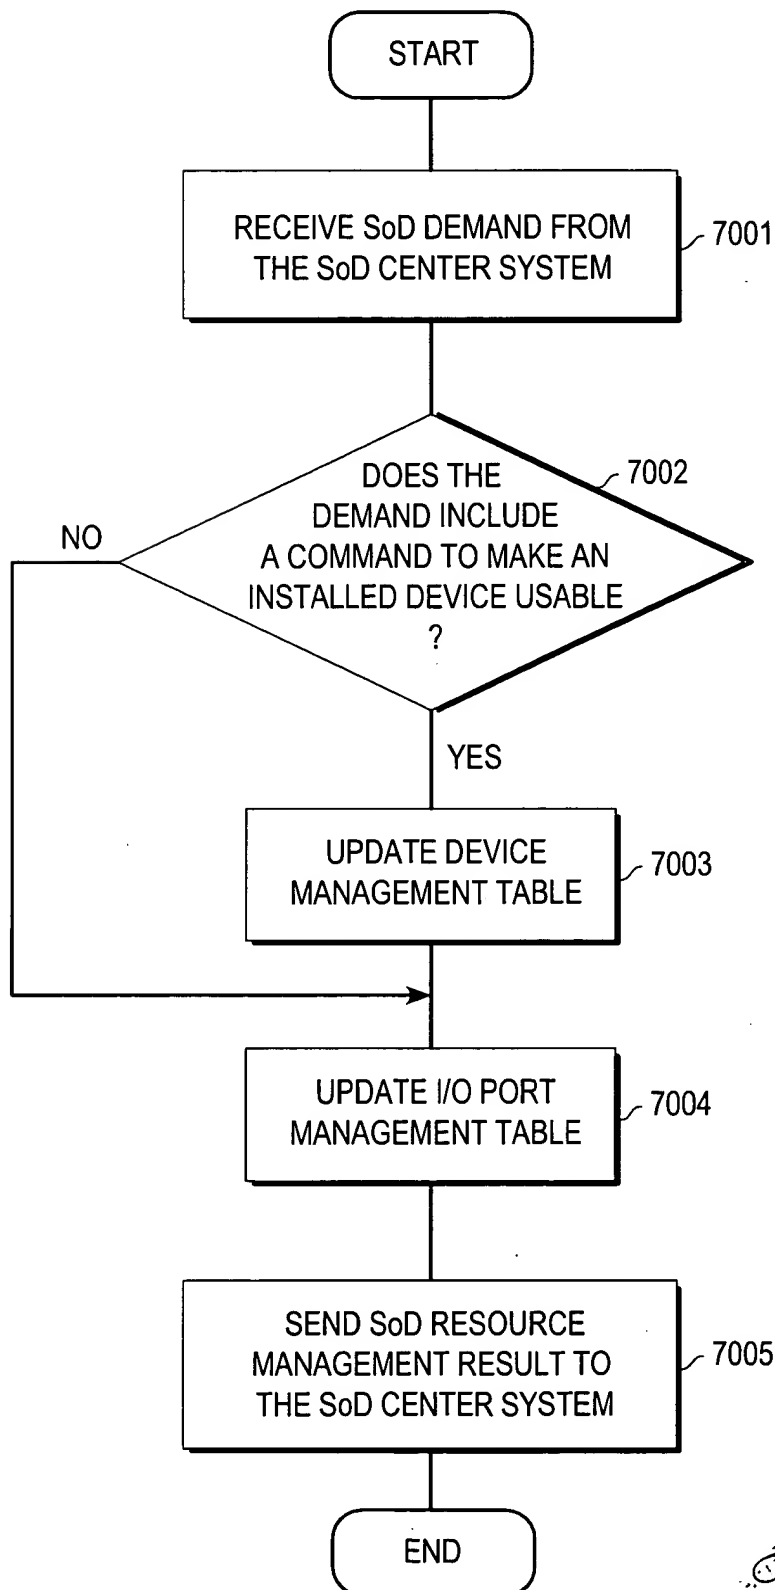 START
RECEIVE SoD DEMAND FROM
THE SoD CENTER SYSTEM
7001
DOES THE
DEMAND INCLUDE
A COMMAND TO MAKE AN
INSTALLED DEVICE USABLE
?
7002
NO
YES
UPDATE DEVICE
MANAGEMENT TABLE
7003
UPDATE I/O PORT
MANAGEMENT TABLE
7004
SEND SoD RESOURCE
MANAGEMENT RESULT TO
THE SoD CENTER SYSTEM
7005
END